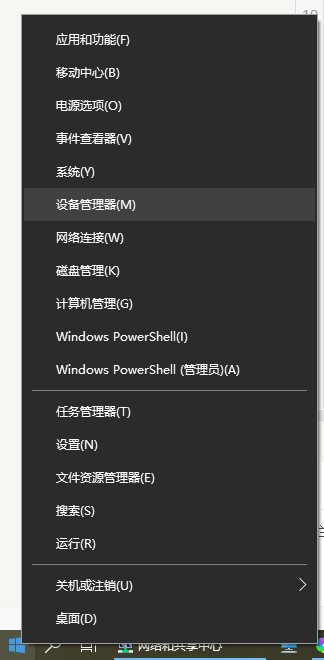 应用和功能(F)
移动中心(B)
电源选项(O)
事件查看器(V)
系统(Y)
设备管理器(M)
网络连接(W)
磁盘管理(K)
计算机管理(G)
Windows PowerShell(I)
Windows PowerShell (管理员)(A)
任务管理器(T)
设置(N)
文件资源管理器(E)
搜索(S)
运行(R)
关机或注销(U)
桌面(D)
网络和共享中心